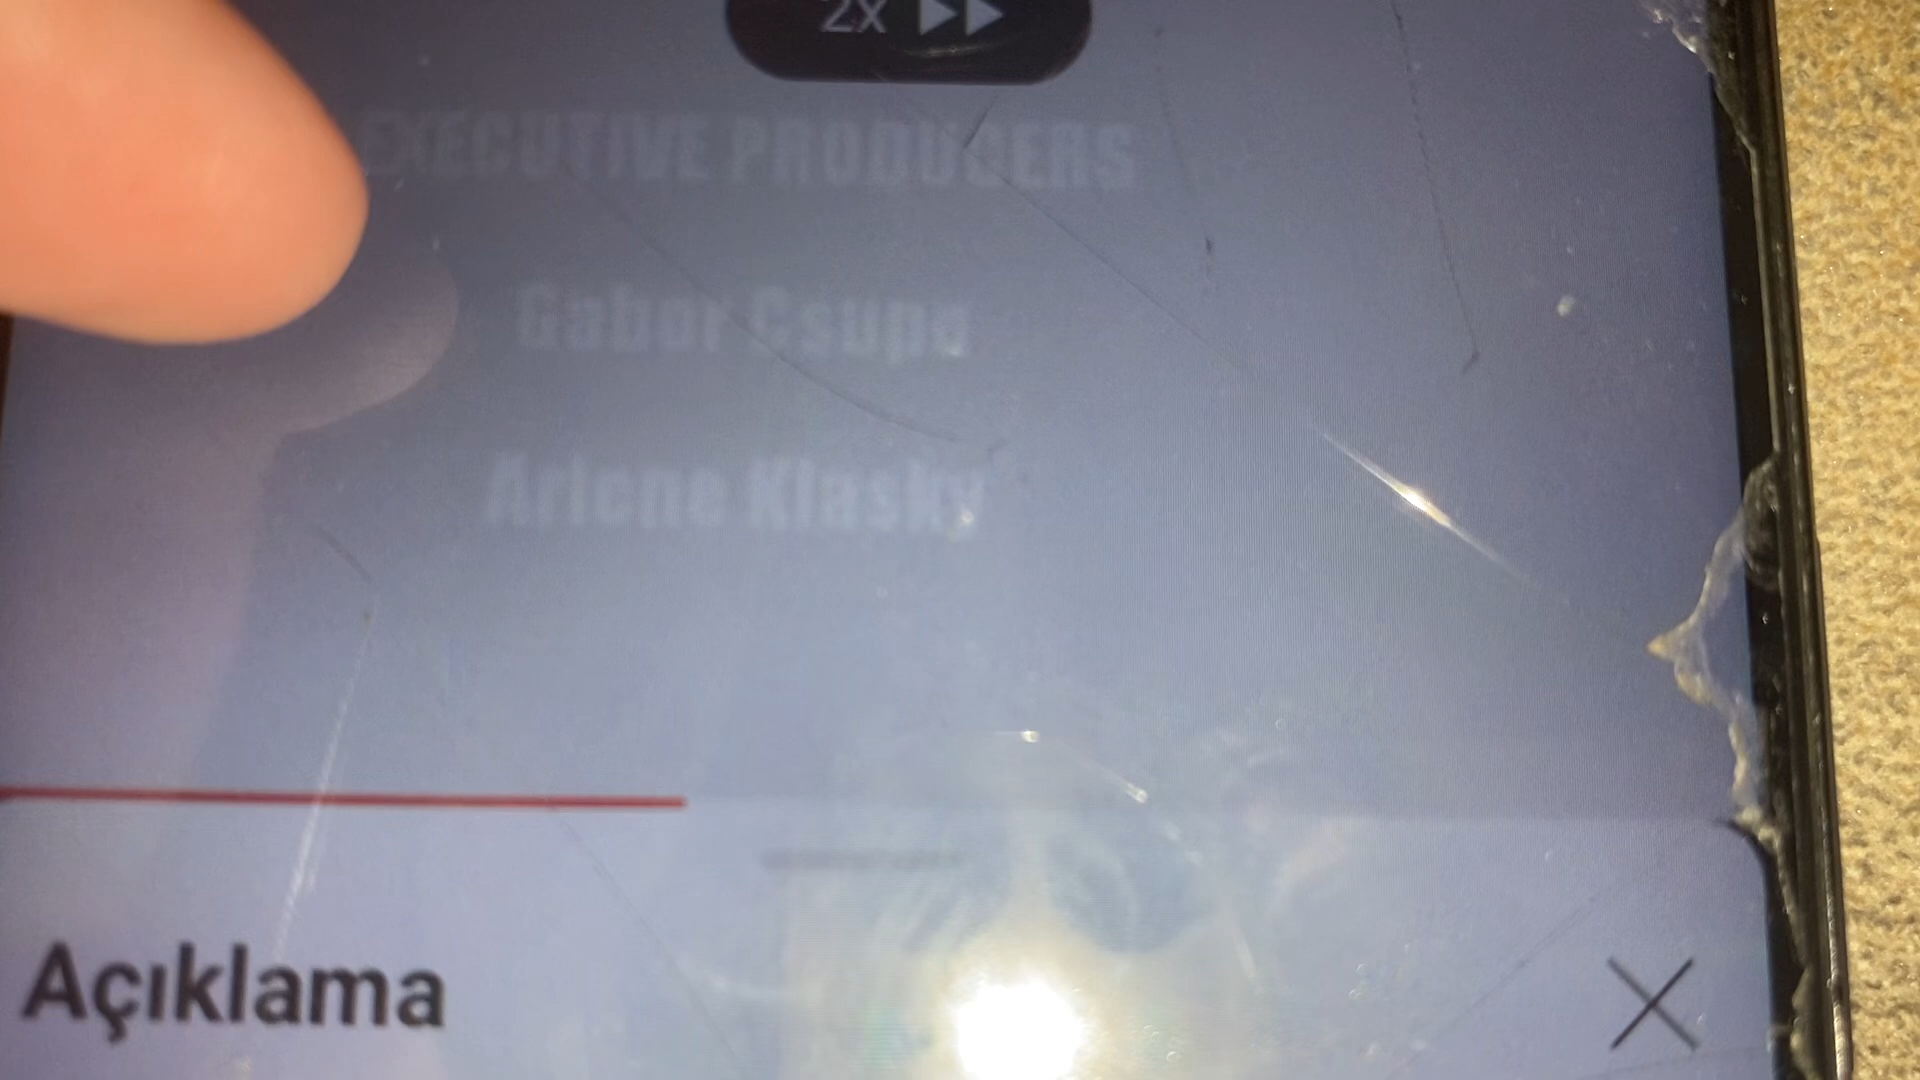 2x
EXECUTIVE PRODUCERS
Gabor Csupo
Arlene Klasky
Açıklama